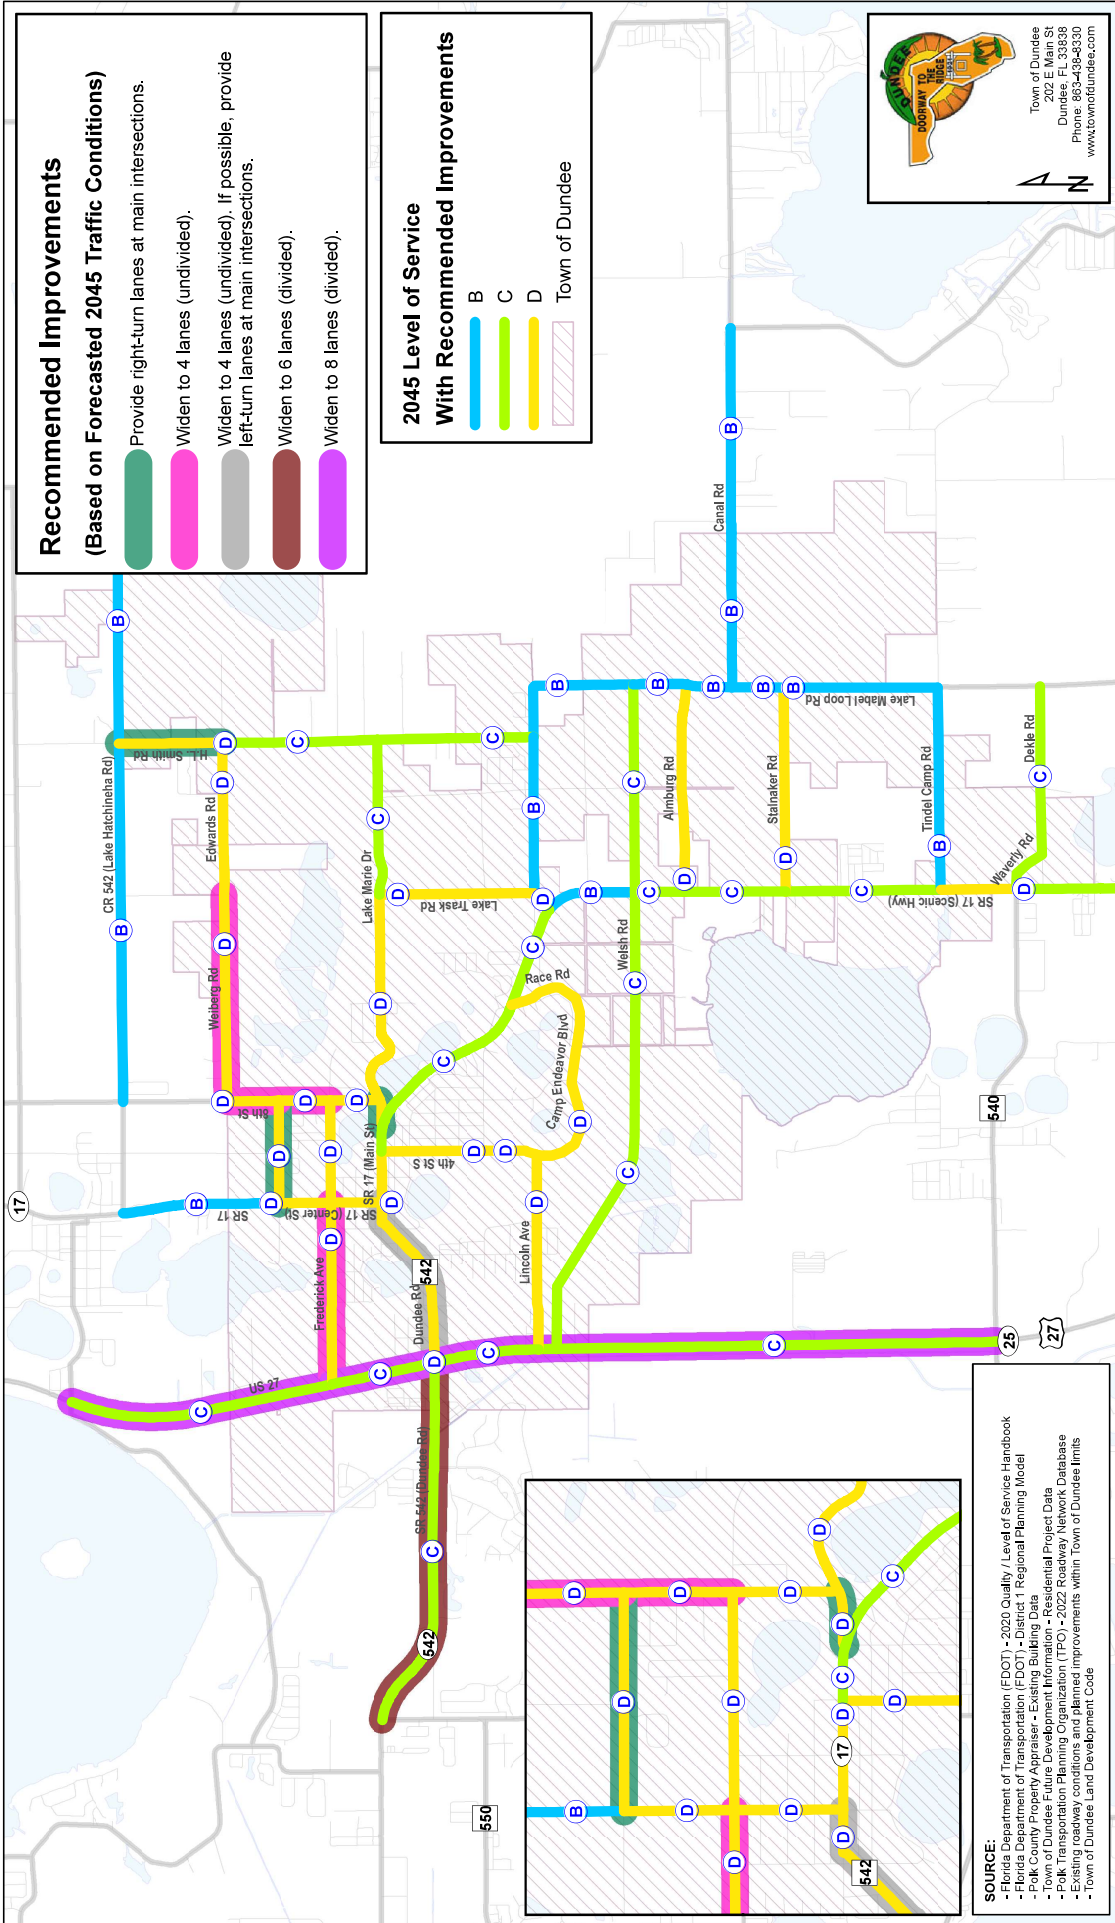 Recommended Improvements
(Based on Forecasted 2045 Traffic Conditions)
Provide right-turn lanes at main intersections.
Widen to 4 lanes (undivided).
Widen to 4 lanes (undivided). If possible, provide
left-turn lanes at main intersections.
Widen to 6 lanes (divided).
Widen to 8 lanes (divided).
2045 Level of Service
With Recommended Improvements
B
C
D
Town of Dundee
DUNDEE
DOORWAY TO
THE
RIDGE
Town of Dundee
202 E Main St
Dundee, FL 33838
Phone: 863-438-8330
www.townofdundee.com
N
17
CR 542 (Lake Hatchineha Rd)
B
B
B
SR 17
H.L. Smith Rd
Edwards Rd
Weiberg Rd
8th St
D
D
D
D
D
D
D
D
D
D
D
D
SR 17 (Center St)
SR 17 (Main St)
Frederick Ave
US 27
C
C
C
C
C
C
Lake Marie Dr
C
D
D
Lake Trask Rd
D
C
C
C
B
B
B
Race Rd
Camp Endeavor Blvd
D
4th St S
D
D
Lincoln Ave
D
542
Dundee Rd
D
SR 542 (Dundee Rd)
542
Welsh Rd
C
C
C
C
B
Almburg Rd
D
Canal Rd
B
B
B
B
B
Stalnaker Rd
D
C
C
Lake Mabel Loop Rd
Tindel Camp Rd
B
SR 17 (Scenic Hwy)
Waverly Rd
D
Dekle Rd
C
540
25
27
550
B
D
D
D
D
D
D
D
D
D
D
C
C
D
D
17
D
D
542
SOURCE:
- Florida Department of Transportation (FDOT) - 2020 Quality / Level of Service Handbook
- Florida Department of Transportation (FDOT) - District 1 Regional Planning Model
- Polk County Property Appraiser - Existing Building Data
- Town of Dundee Future Development Information - Residential Project Data
- Polk Transportation Planning Organization (TPO) - 2022 Roadway Network Database
- Existing roadway conditions and planned improvements within Town of Dundee limits
- Town of Dundee Land Development Code